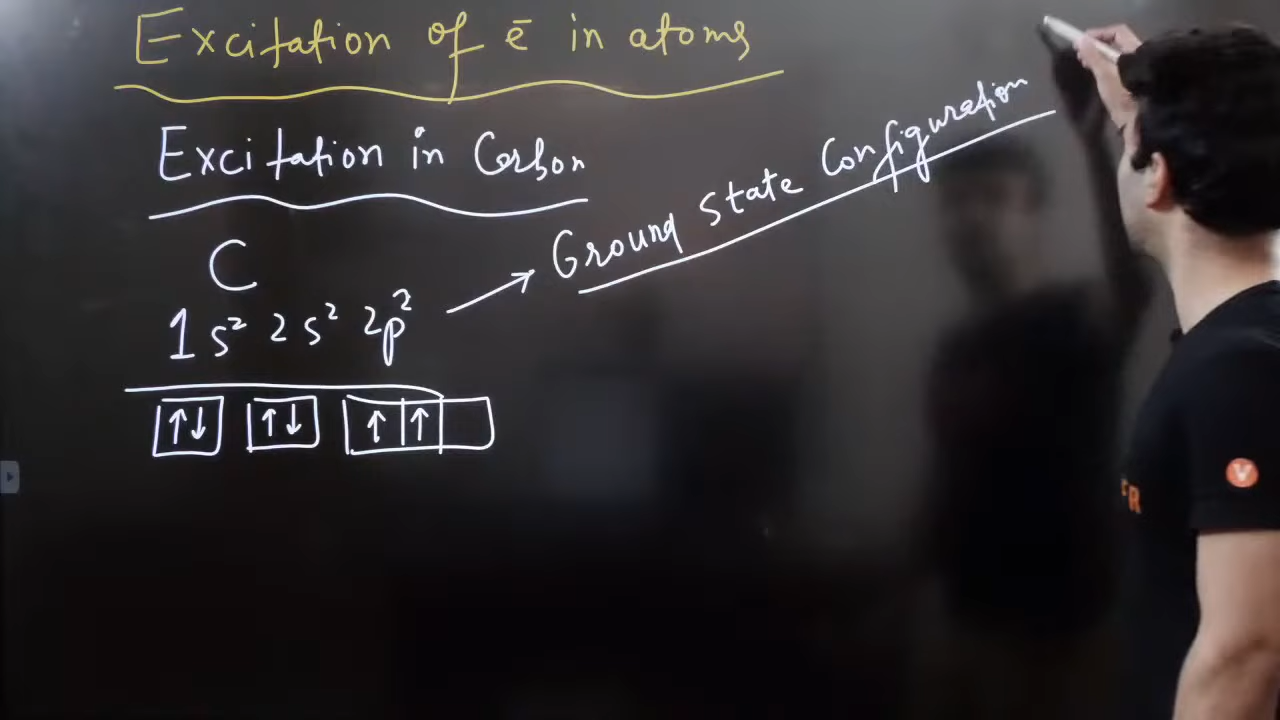 Excitation of ē in atoms
Excitation in Carbon
C
1s² 2s² 2p² → Ground State Configuration
↑↓ ↑↓ ↑ ↑
V